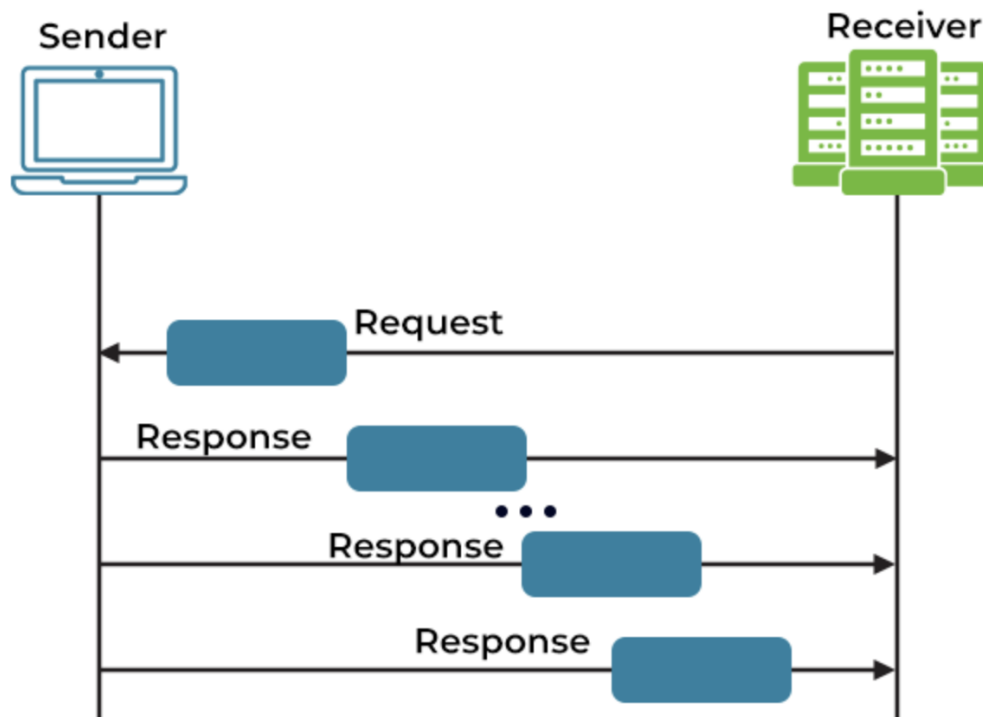 Sender
Receiver
Request
Response
...
Response
Response